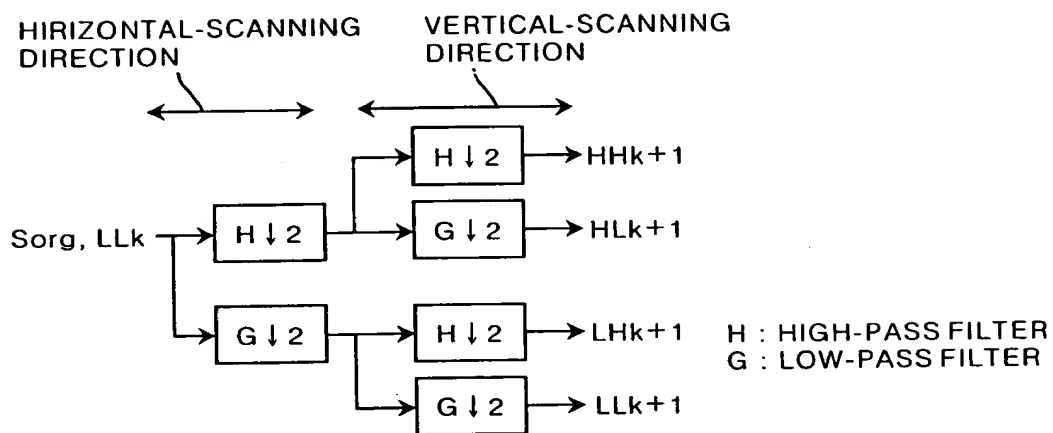 HIRIZONTAL-SCANNING
DIRECTION
VERTICAL-SCANNING
DIRECTION
H↓2
HHk+1
Sorg, LLk
H↓2
G↓2
HLk+1
G↓2
H↓2
LHk+1
G↓2
LLk+1
H : HIGH-PASS FILTER
G : LOW-PASS FILTER